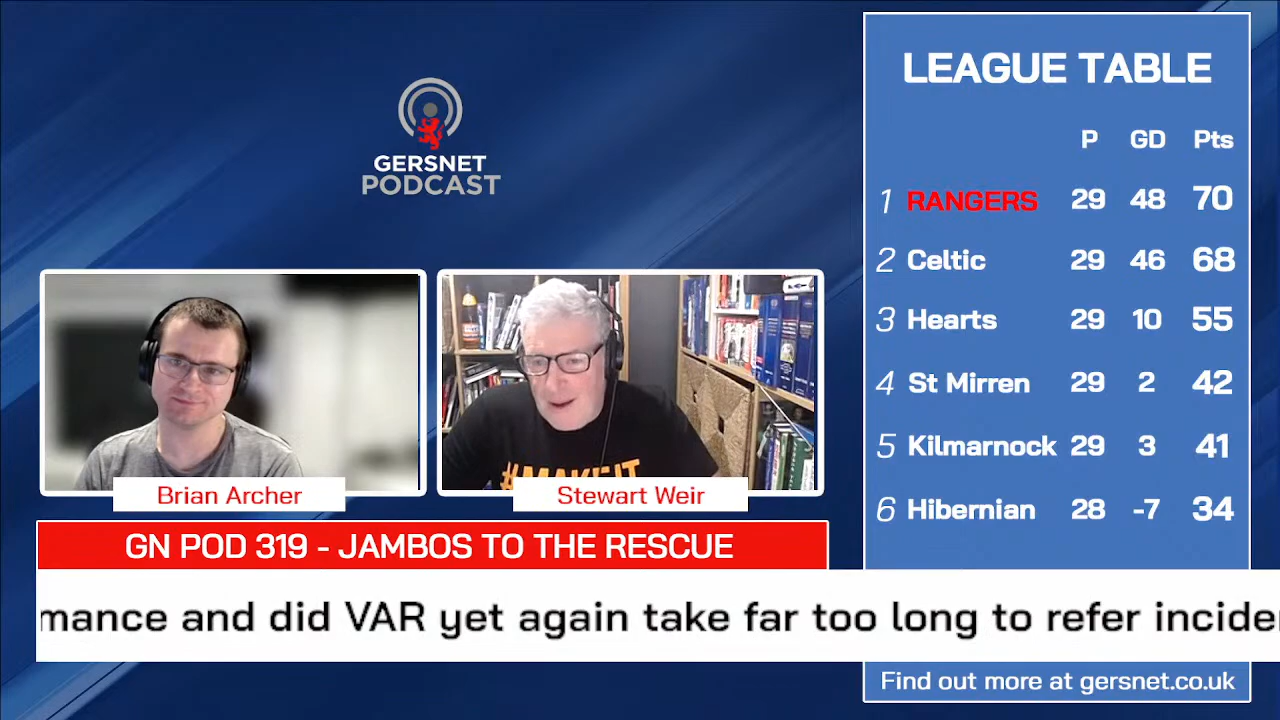 GERSNET
PODCAST
#MAKEIT
Brian Archer
Stewart Weir
GN POD 319 - JAMBOS TO THE RESCUE
mance and did VAR yet again take far too long to refer incide
LEAGUE TABLE
P GD Pts
1 RANGERS 29 48 70
2 Celtic 29 46 68
3 Hearts 29 10 55
4 St Mirren 29 2 42
5 Kilmarnock 29 3 41
6 Hibernian 28 -7 34
Find out more at gersnet.co.uk